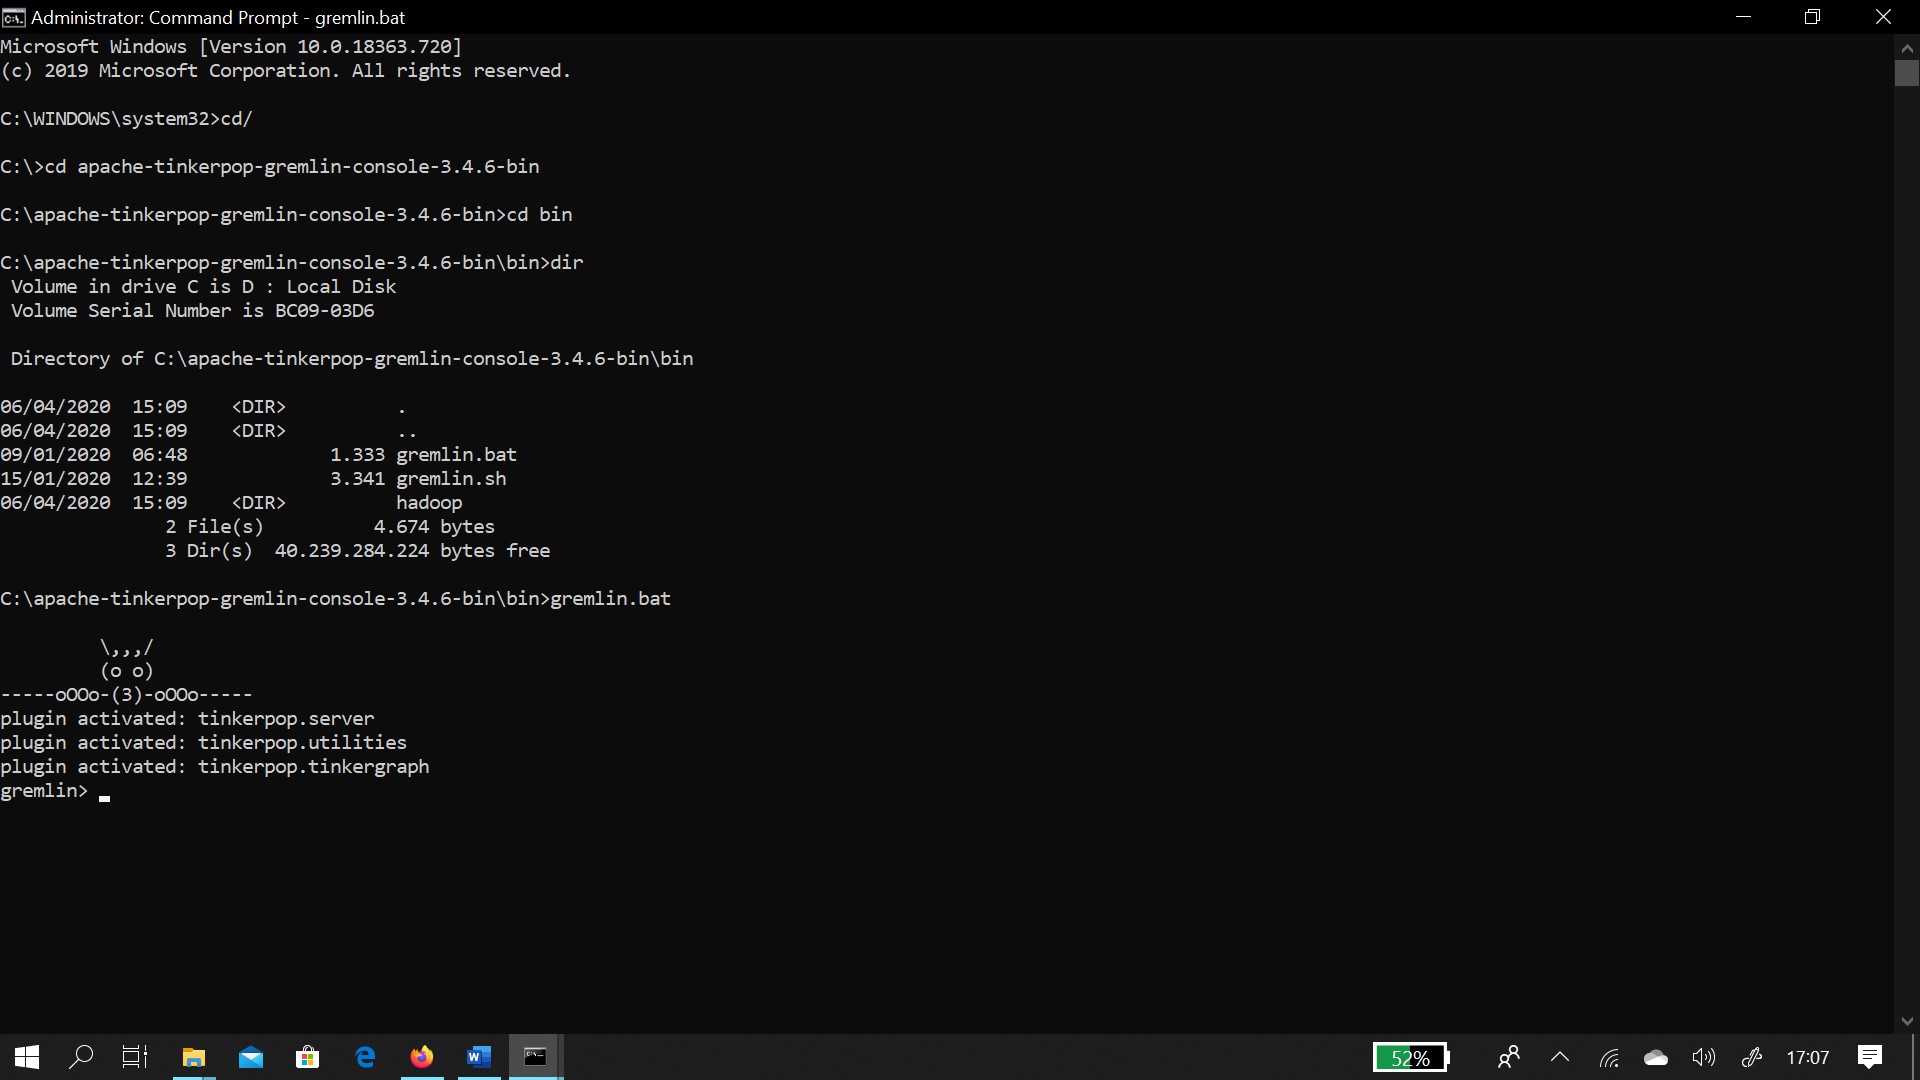 Administrator: Command Prompt - gremlin.bat
Microsoft Windows [Version 10.0.18363.720]
(c) 2019 Microsoft Corporation. All rights reserved.
C:\WINDOWS\system32>cd/
C:\>cd apache-tinkerpop-gremlin-console-3.4.6-bin
C:\apache-tinkerpop-gremlin-console-3.4.6-bin>cd bin
C:\apache-tinkerpop-gremlin-console-3.4.6-bin\bin>dir
 Volume in drive C is D : Local Disk
 Volume Serial Number is BC09-03D6
 Directory of C:\apache-tinkerpop-gremlin-console-3.4.6-bin\bin
06/04/2020  15:09    <DIR>          .
06/04/2020  15:09    <DIR>          ..
09/01/2020  06:48             1.333 gremlin.bat
15/01/2020  12:39             3.341 gremlin.sh
06/04/2020  15:09    <DIR>          hadoop
               2 File(s)          4.674 bytes
               3 Dir(s)  40.239.284.224 bytes free
C:\apache-tinkerpop-gremlin-console-3.4.6-bin\bin>gremlin.bat
         \,,,/
         (o o)
-----oOOo-(3)-oOOo-----
plugin activated: tinkerpop.server
plugin activated: tinkerpop.utilities
plugin activated: tinkerpop.tinkergraph
gremlin>
52%
17:07